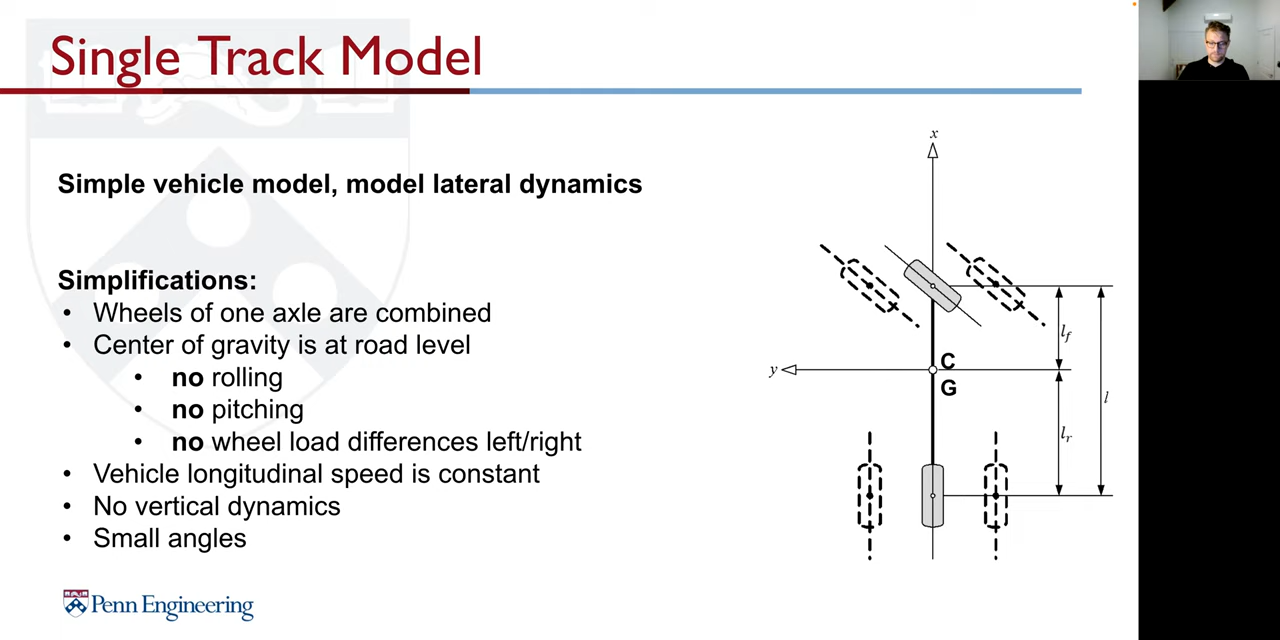 Single Track Model
Simple vehicle model, model lateral dynamics
Simplifications:
• Wheels of one axle are combined
• Center of gravity is at road level
• no rolling
• no pitching
• no wheel load differences left/right
• Vehicle longitudinal speed is constant
• No vertical dynamics
• Small angles
x
y
C
G
lf
lr
l
Penn Engineering